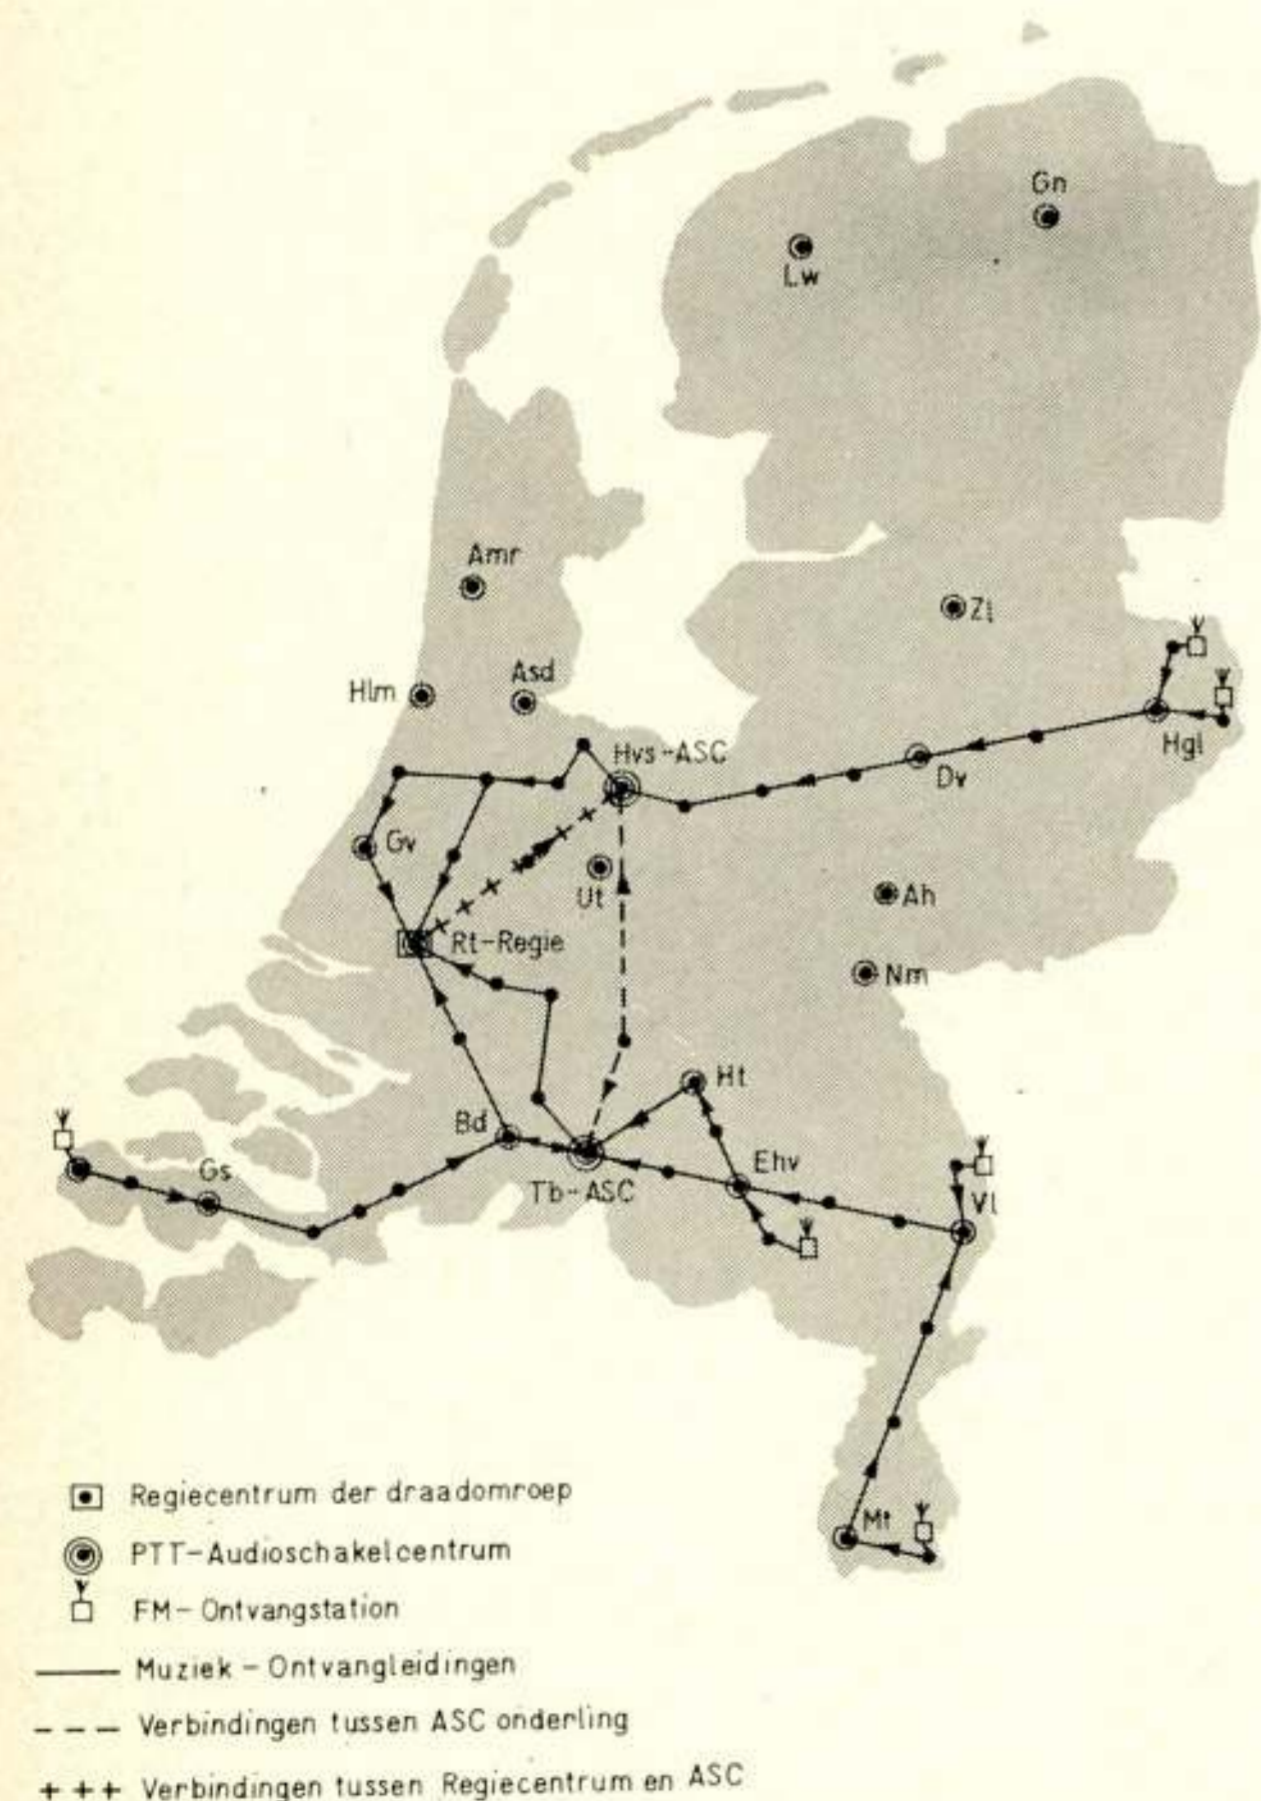 Gn
Lw
Amr
Zl
Hlm
Asd
Hvs-ASC
Hgl
Dv
Gv
Ut
Ah
Rt-Regie
Nm
Ht
Bd
Gs
Ehv
Tb-ASC
Vl
Mt
Regiecentrum der draadomroep
PTT-Audioschakelcentrum
FM-Ontvangstation
Muziek-Ontvangleidingen
Verbindingen tussen ASC onderling
+++ Verbindingen tussen Regiecentrum en ASC